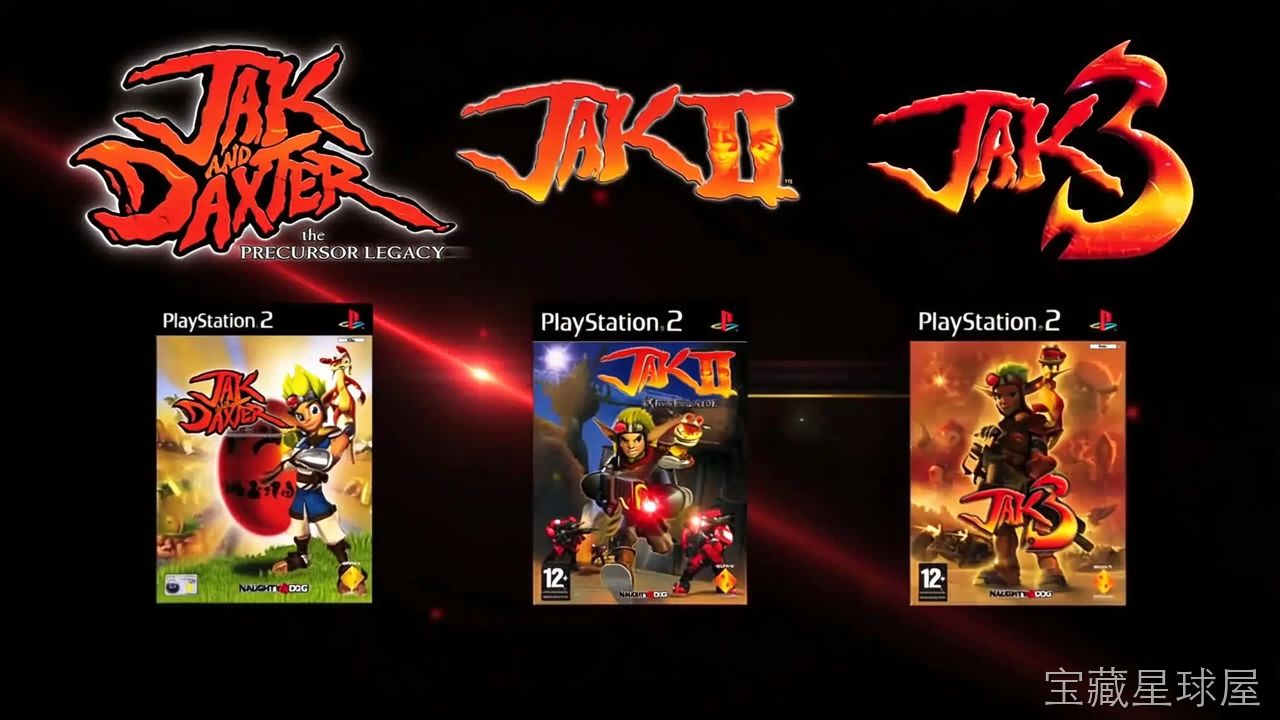 JAK
AND
DAXTER
the
PRECURSOR LEGACY
JAK II
TM
JAK 3
PlayStation 2
JAK
DAXTER
NAUGHTY DOG
PlayStation 2
JAK II
12+
NAUGHTY DOG
PlayStation 2
JAK 3
12+
NAUGHTY DOG
宝藏星球屋